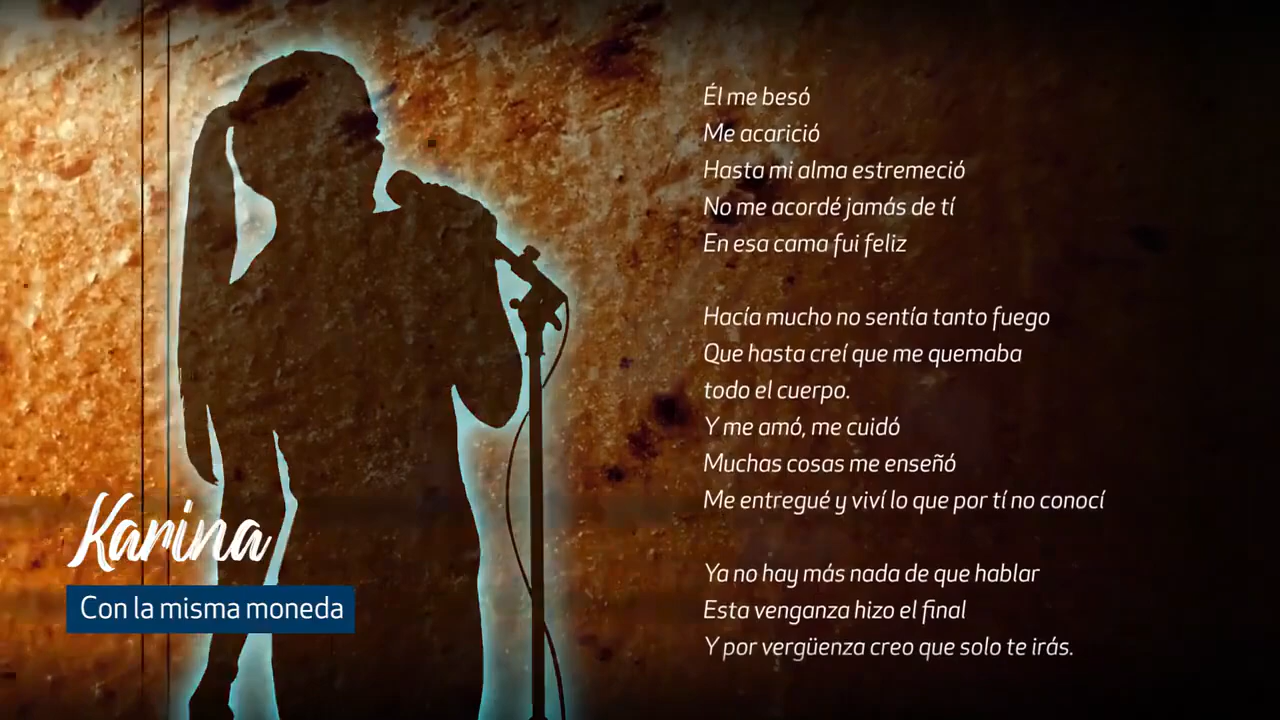 Él me besó
Me acarició
Hasta mi alma estremeció
No me acordé jamás de tí
En esa cama fui feliz
Hacía mucho no sentía tanto fuego
Que hasta creí que me quemaba
todo el cuerpo.
Y me amó, me cuidó
Muchas cosas me enseñó
Me entregué y viví lo que por tí no conocí
Ya no hay más nada de que hablar
Esta venganza hizo el final
Y por vergüenza creo que solo te irás.
Karina
Con la misma moneda